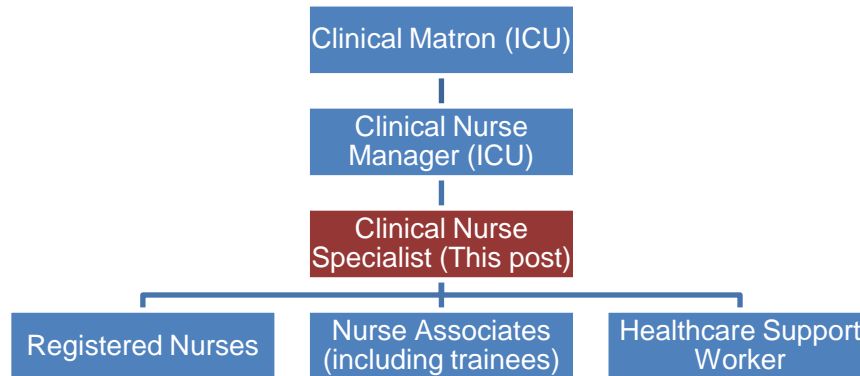 Clinical Matron (ICU)
Clinical Nurse
Manager (ICU)
Clinical Nurse
Specialist (This post)
Registered Nurses
Nurse Associates
(including trainees)
Healthcare Support
Worker